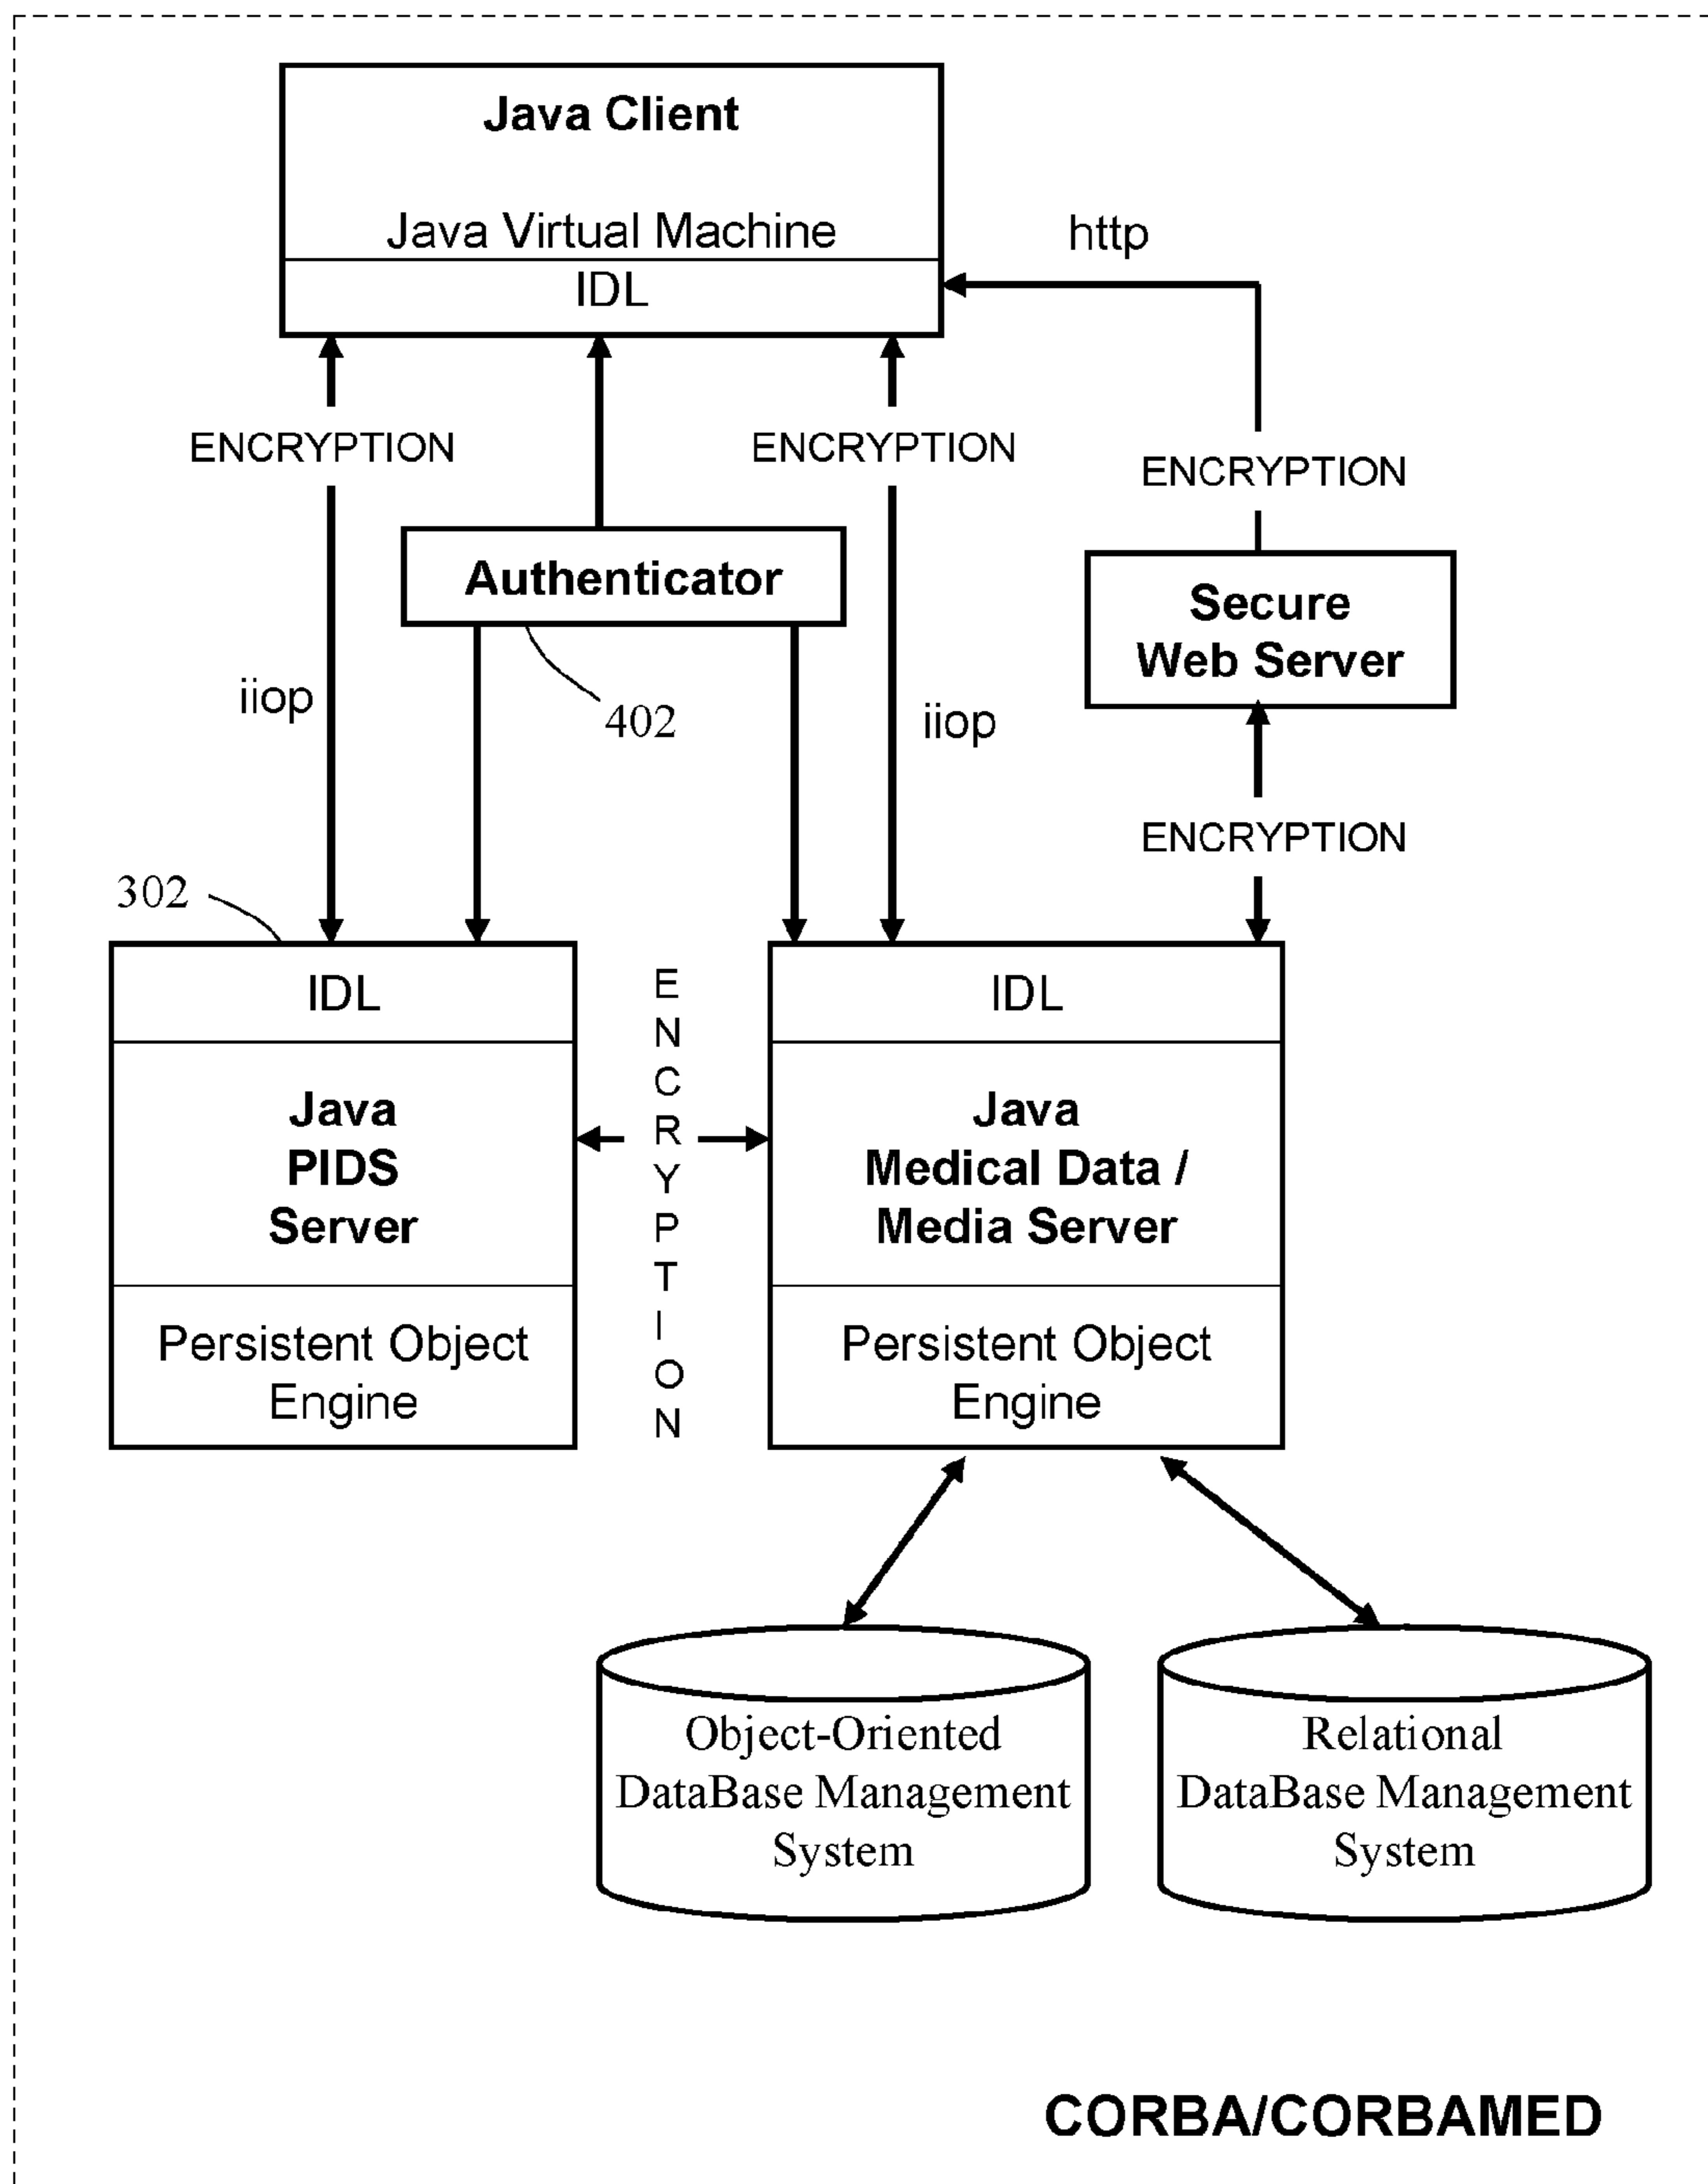 Java Client
Java Virtual Machine
IDL
http
ENCRYPTION
ENCRYPTION
ENCRYPTION
Authenticator
Secure
Web Server
iiop
402
iiop
ENCRYPTION
302
IDL
Java
PIDS
Server
Persistent Object
Engine
E
N
C
R
Y
P
T
I
O
N
IDL
Java
Medical Data /
Media Server
Persistent Object
Engine
Object-Oriented
DataBase Management
System
Relational
DataBase Management
System
CORBA/CORBAMED